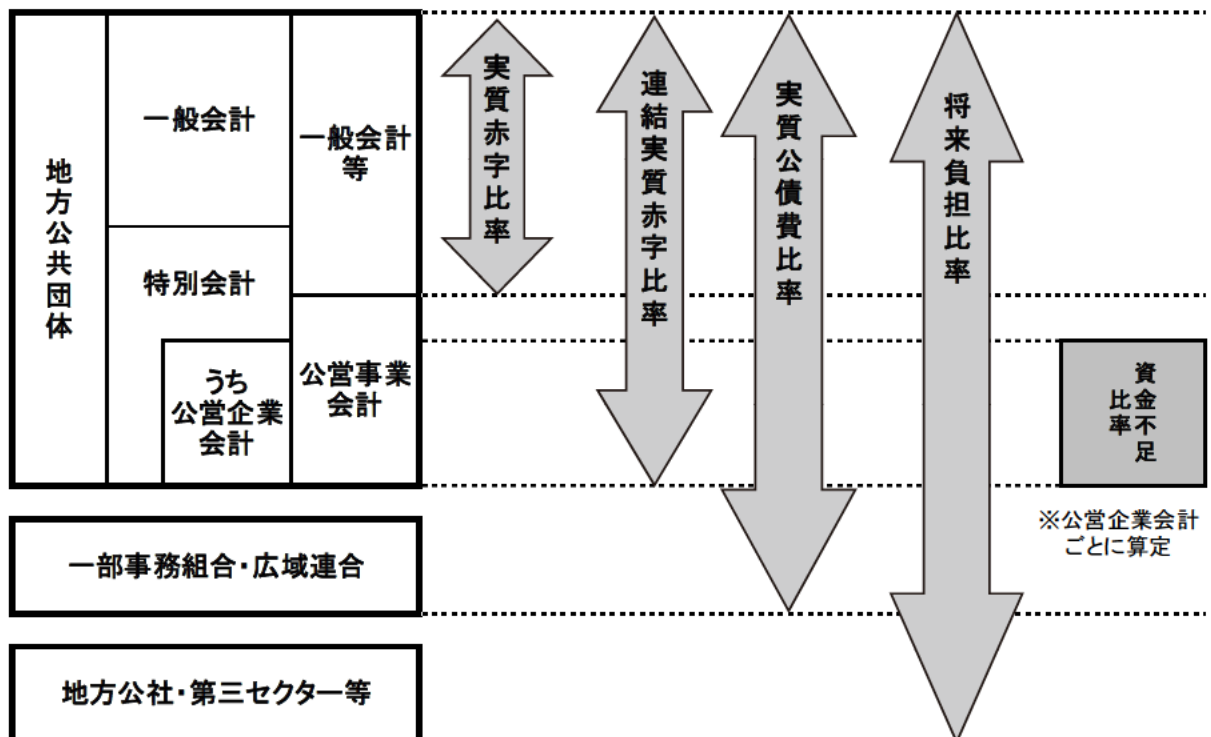 地方公共団体
一般会計
特別会計
うち
公営企業
会計
一般会計
等
公営事業
会計
実質赤字比率
連結実質赤字比率
実質公債費比率
将来負担比率
資金不足
比率
※公営企業会計
ごとに算定
一部事務組合・広域連合
地方公社・第三セクター等